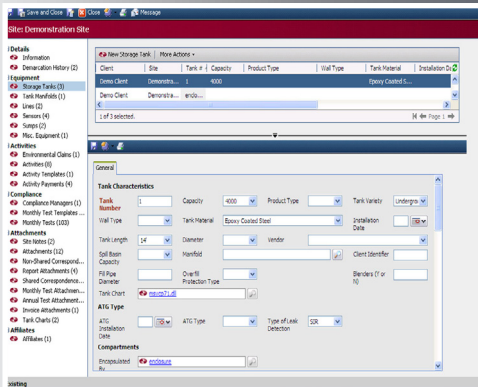 Save and Close
Close
Message
Site: Demonstration Site
Details
Information
Demarcation History (2)
Equipment
Storage Tanks (3)
Tank Manifolds (1)
Lines (2)
Sensors (4)
Sumps (2)
Misc. Equipment (1)
Activities
Environmental Claims (1)
Activities (8)
Activity Templates (1)
Activity Payments (4)
Compliance
Compliance Managers (1)
Monthly Test Templates ...
Monthly Tests (103)
Attachments
Site Notes (2)
Attachments (12)
Non-Shared Correspond...
Report Attachments (4)
Shared Correspondence...
Monthly Test Attachmen...
Annual Test Attachment...
Invoice Attachments (1)
Tank Charts (2)
Affiliates
Affiliates (1)
New Storage Tank More Actions
Client Site Tank # Capacity Product Type Wall Type Tank Material Installation Da
Demo Client Demonstra... 1 4000 Epoxy Coated S...
Demo Client Demonstra... endo...
1 of 3 selected. Page 1
General
Tank Characteristics
Tank Number 1 Capacity 4000 Product Type Tank Variety Undergrou
Wall Type Tank Material Epoxy Coated Steel Installation Date
Tank Length 14' Diameter Vendor
Spill Basin Capacity Manifold Client Identifier
Fill Pipe Diameter Overfill Protection Type Blenders (Y or N)
Tank Chart msvcp71.dll
ATG Type
ATG Installation Date ATG Type Type of Leak Detection SIR
Compartments
Encapsulated By enclosure
xisting